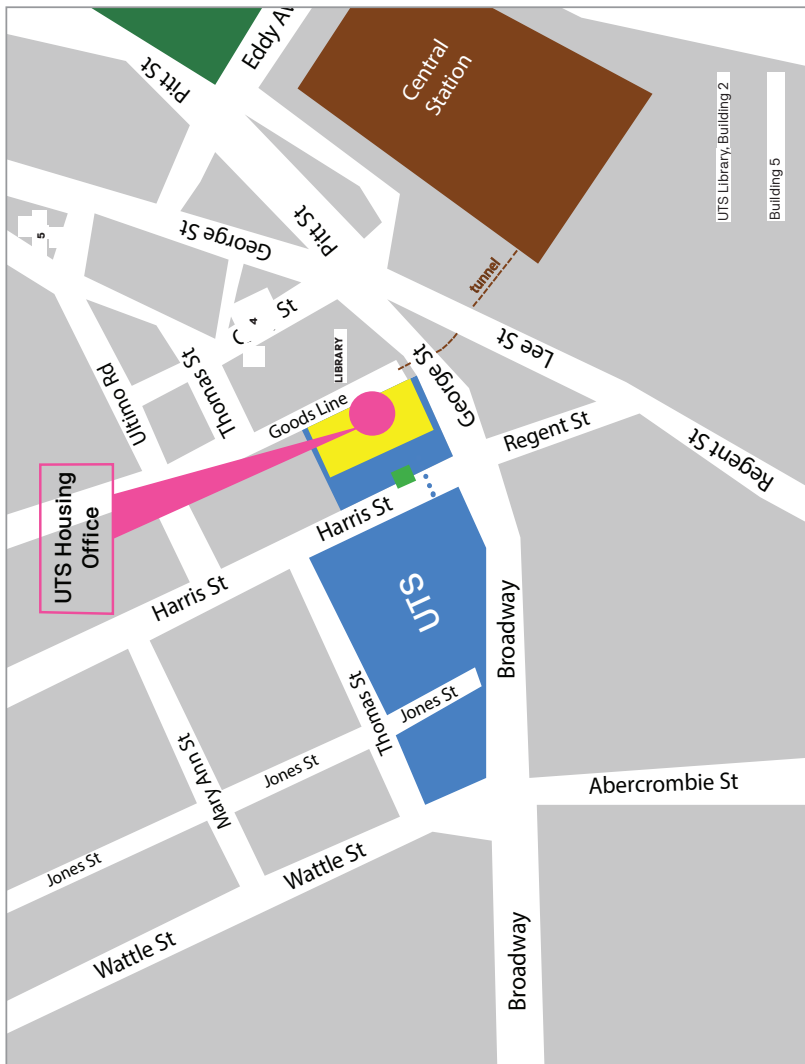 Pitt St
Eddy Av
Central
Station
UTS Library, Building 2
Building 5
5
George St
Pitt St
tunnel
4
St
LIBRARY
Ultimo Rd
Thomas St
Goods Line
George St
Lee St
Regent St
Regent St
UTS Housing
Office
Harris St
Harris St
UTS
Broadway
Thomas St
Jones St
Mary Ann St
Jones St
Abercrombie St
Jones St
Wattle St
Wattle St
Broadway